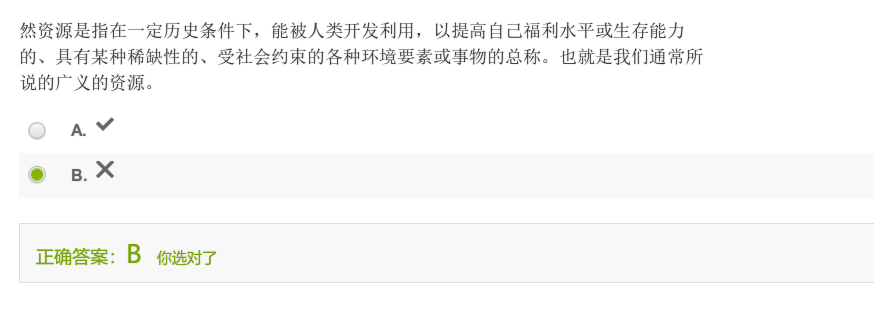 然资源是指在一定历史条件下，能被人类开发利用，以提高自己福利水平或生存能力
的、具有某种稀缺性的、受社会约束的各种环境要素或事物的总称。也就是我们通常所
说的广义的资源。
A. ✔
B. ✖
正确答案：B 你选对了